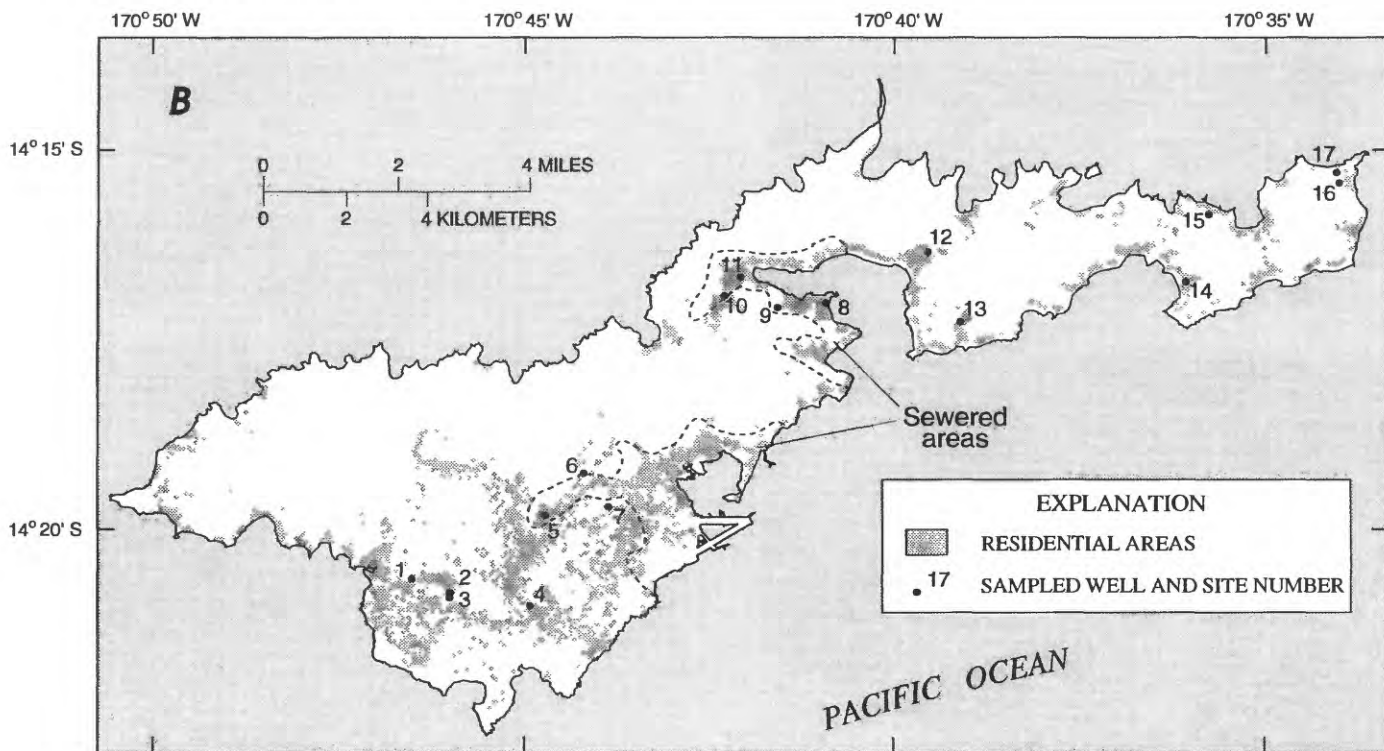 170° 50' W 170° 45' W 170° 40' W 170° 35' W
B
14° 15' S
0 2 4 MILES
0 2 4 KILOMETERS
17
16
15
12
11
14
10
9
8
13
Sewered
areas
6
EXPLANATION
14° 20' S
5
7
RESIDENTIAL AREAS
1
2
17 SAMPLED WELL AND SITE NUMBER
3
4
PACIFIC OCEAN